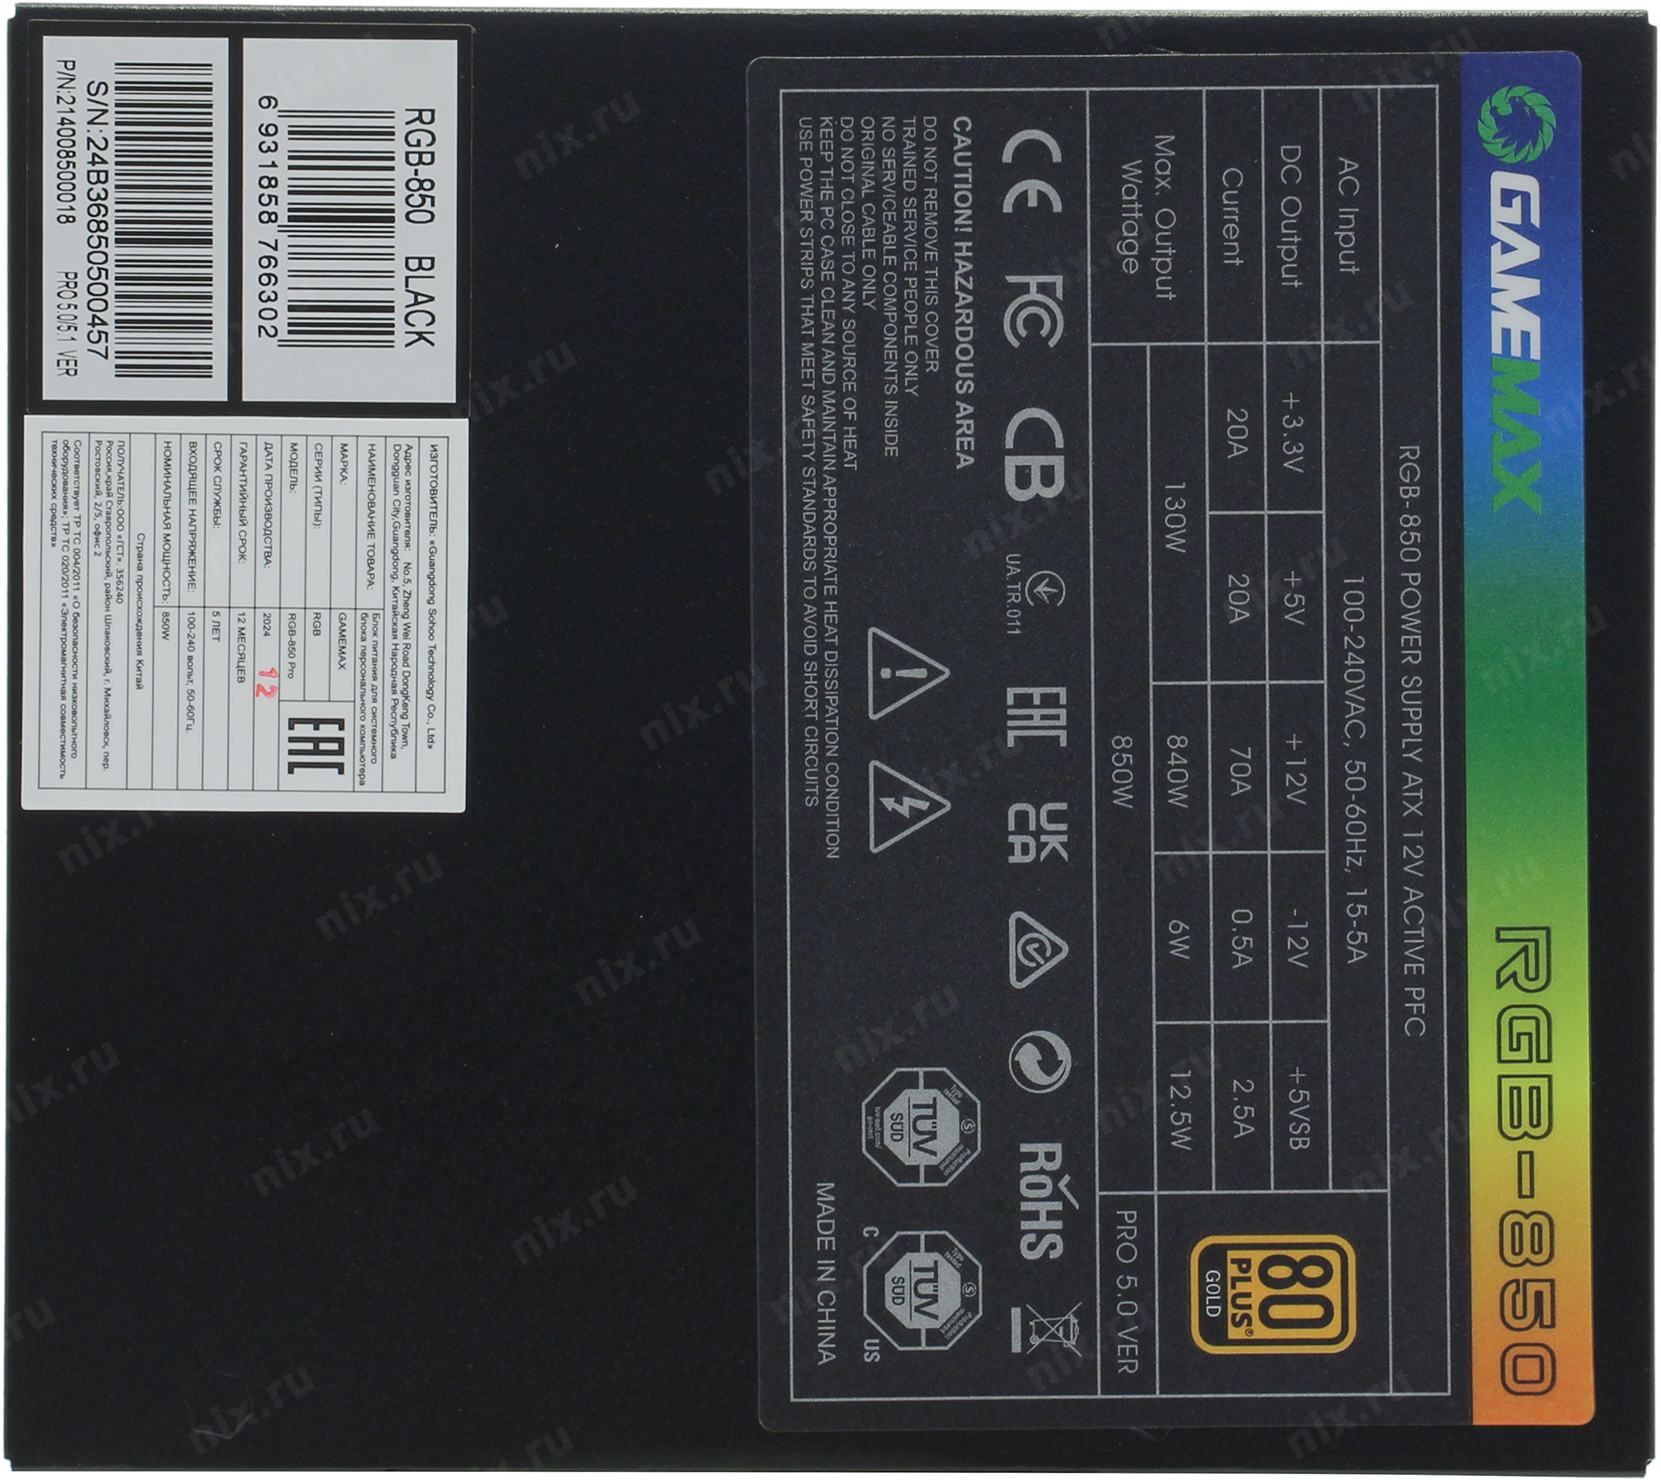 GAMEMAX RGB-850
RGB-850 POWER SUPPLY ATX 12V ACTIVE PFC
AC Input 100-240VAC, 50-60Hz, 15-5A
DC Output +3.3V +5V +12V -12V +5VSB
Current 20A 20A 70A 0.5A 2.5A
Max. Output Wattage 130W 840W 6W 12.5W
850W
80 PLUS® GOLD
PRO 5.0 VER
CE FC CB UA.TR.011 EAC UKCA RoHS
CAUTION! HAZARDOUS AREA
DO NOT REMOVE THIS COVER
TRAINED SERVICE PEOPLE ONLY
NO SERVICEABLE COMPONENTS INSIDE
ORIGINAL CABLE ONLY
DO NOT CLOSE TO ANY SOURCE OF HEAT
KEEP THE PC CASE CLEAN AND MAINTAIN APPROPRIATE HEAT DISSIPATION CONDITION
USE POWER STRIPS THAT MEET SAFETY STANDARDS TO AVOID SHORT CIRCUITS
TÜV SÜD
C TÜV SÜD US
MADE IN CHINA
RGB-850 BLACK
6 931858 766302
S/N:24B3685050 0457
P/N:214008500018 PRO 5.0/5.1 VER
ИЗГОТОВИТЕЛЬ: «Guangdong Sohoo Technology Co., Ltd»
Адрес изготовителя: No.5, Zheng Wei Road DongKeng Town,
Dongguan City,Guangdong, Китайская Народная Республика
НАИМЕНОВАНИЕ ТОВАРА: Блок питания для системного
блока персонального компьютера
МАРКА: GAMEMAX
СЕРИИ (ТИПЫ): RGB
МОДЕЛЬ: RGB-850 Pro
EAC
ДАТА ПРОИЗВОДСТВА: 2024 12
ГАРАНТИЙНЫЙ СРОК: 12 МЕСЯЦЕВ
СРОК СЛУЖБЫ: 5 ЛЕТ
ВХОДЯЩЕЕ НАПРЯЖЕНИЕ: 100-240 вольт, 50-60Гц.
НОМИНАЛЬНАЯ МОЩНОСТЬ: 850W
Страна происхождения Китай
ПОЛУЧАТЕЛЬ:ООО «ГСТ», 356240
Россия,край Ставропольский, район Шпаковский, г. Михайловск, пер.
Ростовский, 2/5, офис 2
Соответствует ТР ТС 004/2011 «О безопасности низковольтного
оборудования»; ТР ТС 020/2011 «Электромагнитная совместимость
технических средств»
nix.ru